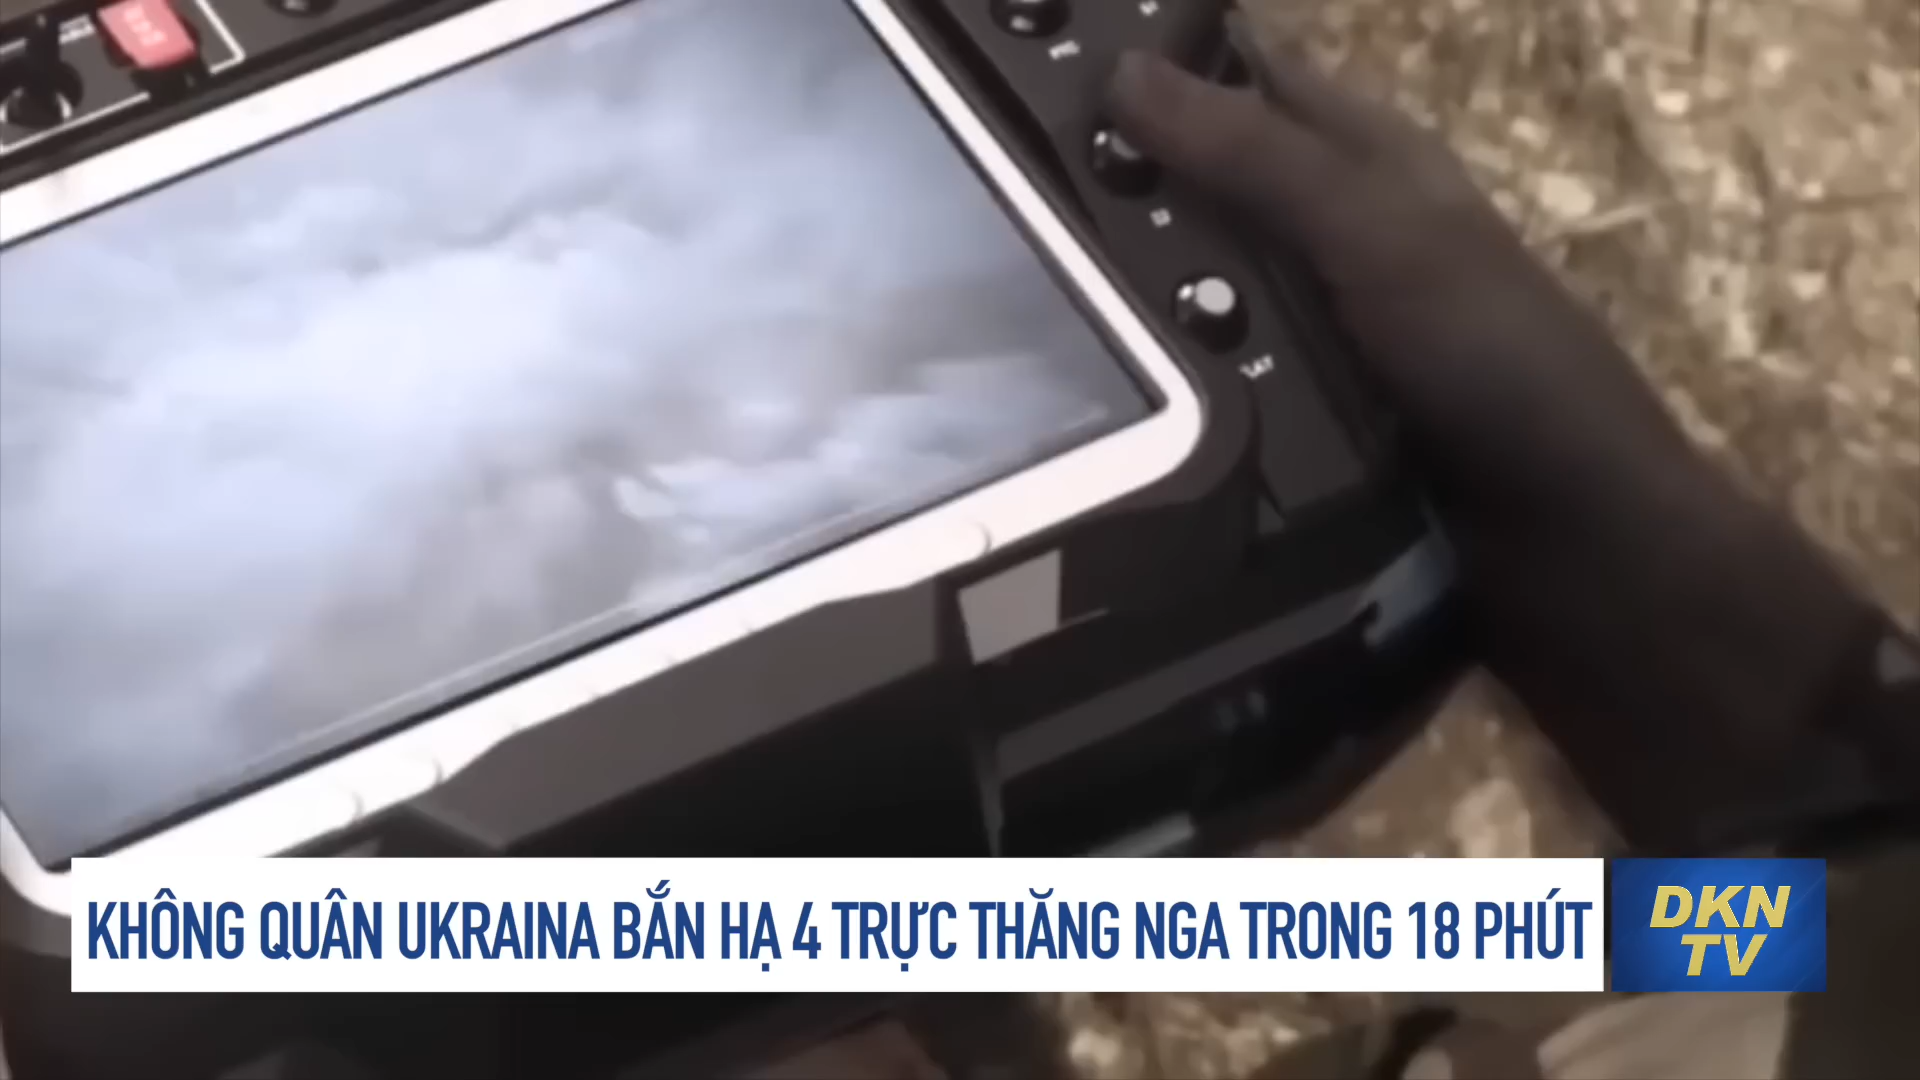 KHÔNG QUÂN UKRAINA BẮN HẠ 4 TRỰC THĂNG NGA TRONG 18 PHÚT
DKN
TV